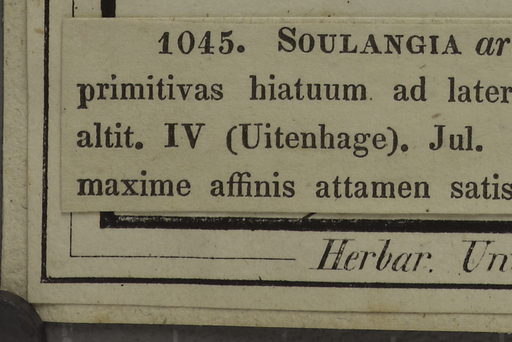 1045. SOULANGIA ar
primitivas hiatuum ad later
altit. IV (Uitenhage). Jul.
maxime affinis attamen satis
Herbar. Un